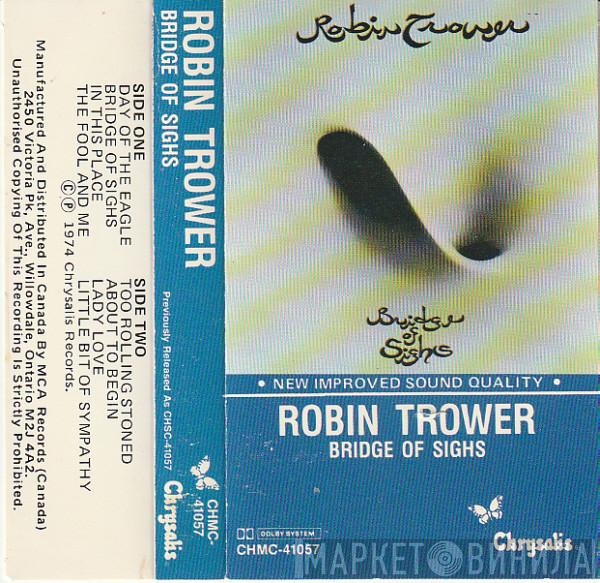 Robin Trower
Bridge
of
Sighs
• NEW IMPROVED SOUND QUALITY •
ROBIN TROWER
BRIDGE OF SIGHS
DOLBY SYSTEM
CHMC-41057
Chrysalis
ROBIN TROWER
BRIDGE OF SIGHS
Previously Released As CHSC-41057
CHMC-
41057
Chrysalis
SIDE ONE
DAY OF THE EAGLE
BRIDGE OF SIGHS
IN THIS PLACE
THE FOOL AND ME
SIDE TWO
TOO ROLLING STONED
ABOUT TO BEGIN
LADY LOVE
LITTLE BIT OF SYMPATHY
© ℗ 1974 Chrysalis Records.
Manufactured And Distributed In Canada By MCA Records (Canada)
2450 Victoria Pk. Ave., Willowdale, Ontario M2J 4A2.
Unauthorised Copying Of This Recording Is Strictly Prohibited.
МАРКЕТ ВИНИЛА